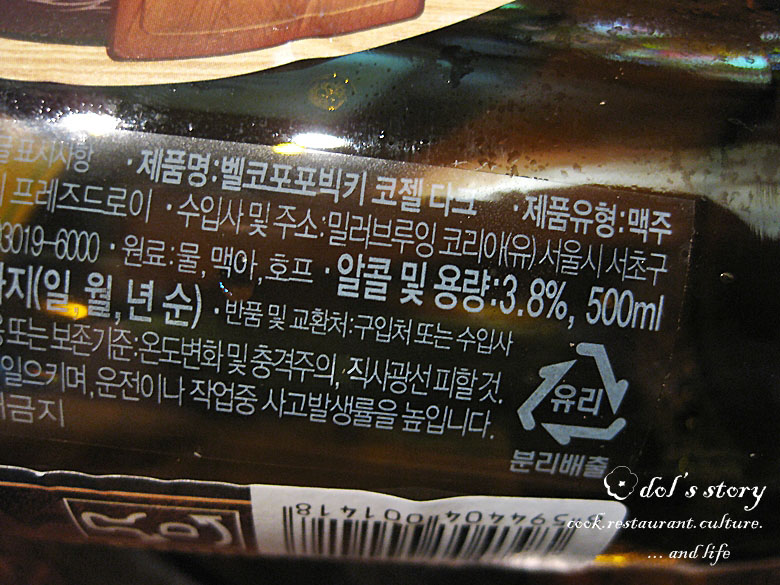 글 표시사항 · 제품명:벨코포포빅키 코젤 다크 · 제품유형:맥주
프레즈드로이 · 수입사 및 주소:밀러브루잉 코리아(유) 서울시 서초구
3019-6000 · 원료:물, 맥아, 호프 · 알콜 및 용량:3.8%, 500ml
까지(일, 월, 년 순) · 반품 및 교환처:구입처 또는 수입사
또는 보존기준:온도변화 및 충격주의, 직사광선 피할 것.
일으키며, 운전이나 작업중 사고발생률을 높입니다.
금지
유리
분리배출
8594404001418
dol's story
cook.restaurant.culture.
... and life